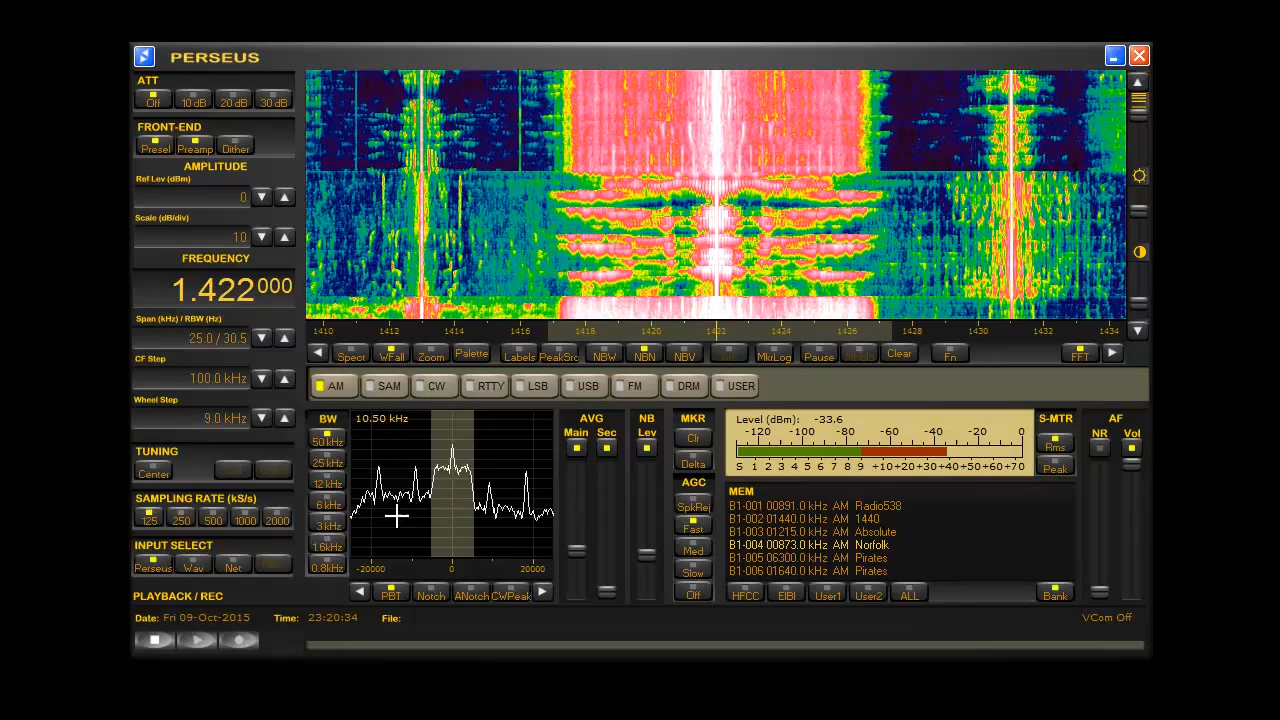 PERSEUS
ATT
Off 10 dB 20 dB 30 dB
FRONT-END
Presel Preamp Dither
AMPLITUDE
Ref Lev (dBm)
0
Scale (dB/div)
10
FREQUENCY
1.422000
Span (kHz) / RBW (Hz)
25.0 / 30.5
CF Step
100.0 kHz
Wheel Step
9.0 kHz
TUNING
Center
SAMPLING RATE (kS/s)
125 250 500 1000 2000
INPUT SELECT
Perseus Wav Net
PLAYBACK / REC
1410 1412 1414 1416 1418 1420 1422 1424 1426 1428 1430 1432 1434
Spect WFall Zoom Palette Labels PeakSrc NBW NBN NBV MkrLog Pause Clear Fn FFT
AM SAM CW RTTY LSB USB FM DRM USER
BW
50 kHz
25 kHz
12 kHz
6 kHz
3 kHz
1.6kHz
0.8kHz
10.50 kHz
-20000 0 20000
PBT Notch ANotch CWPeak
AVG
Main Sec
NB
Lev
MKR
Clr
Delta
AGC
SpkRej
Fast
Med
Slow
Off
Level (dBm): -33.6
-120 -100 -80 -60 -40 -20 0
S 1 2 3 4 5 6 7 8 9 +10+20+30+40+50+60+70
S-MTR
Rms
Peak
AF
NR Vol
MEM
B1-001 00891.0 kHz AM Radio538
B1-002 01440.0 kHz AM 1440
B1-003 01215.0 kHz AM Absolute
B1-004 00873.0 kHz AM Norfolk
B1-005 06300.0 kHz AM Pirates
B1-006 01640.0 kHz AM Pirates
HFCC EIBI User1 User2 ALL Bank
Date: Fri 09-Oct-2015 Time: 23:20:34 File: VCom Off